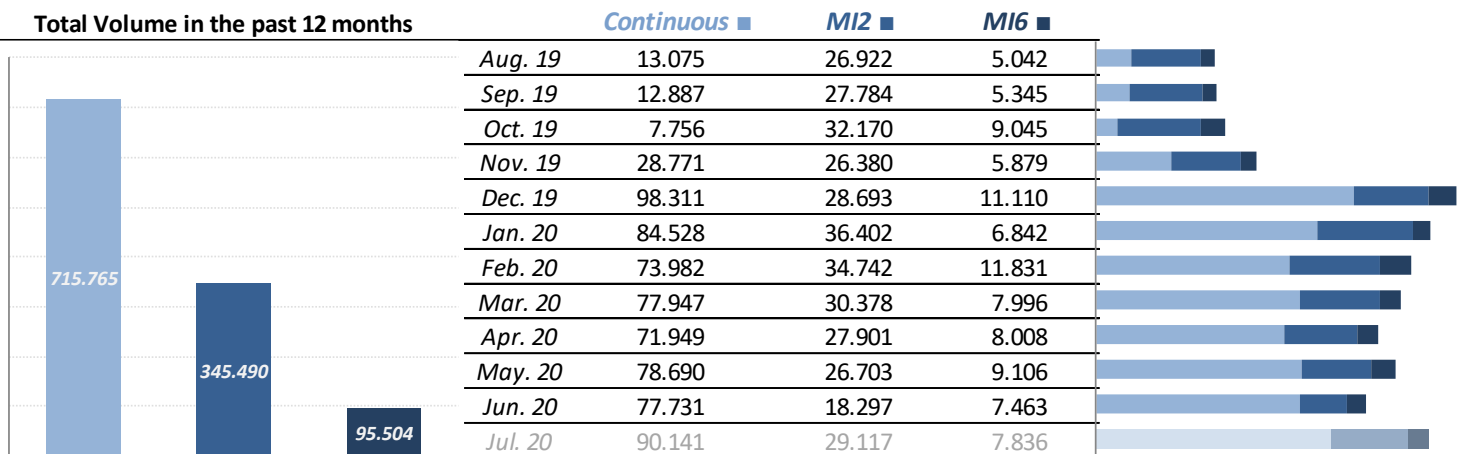 Total Volume in the past 12 months Continuous MI2 MI6
Aug. 19 13.075 26.922 5.042
Sep. 19 12.887 27.784 5.345
Oct. 19 7.756 32.170 9.045
Nov. 19 28.771 26.380 5.879
Dec. 19 98.311 28.693 11.110
Jan. 20 84.528 36.402 6.842
Feb. 20 73.982 34.742 11.831
Mar. 20 77.947 30.378 7.996
Apr. 20 71.949 27.901 8.008
May. 20 78.690 26.703 9.106
Jun. 20 77.731 18.297 7.463
Jul. 20 90.141 29.117 7.836
715.765
345.490
95.504